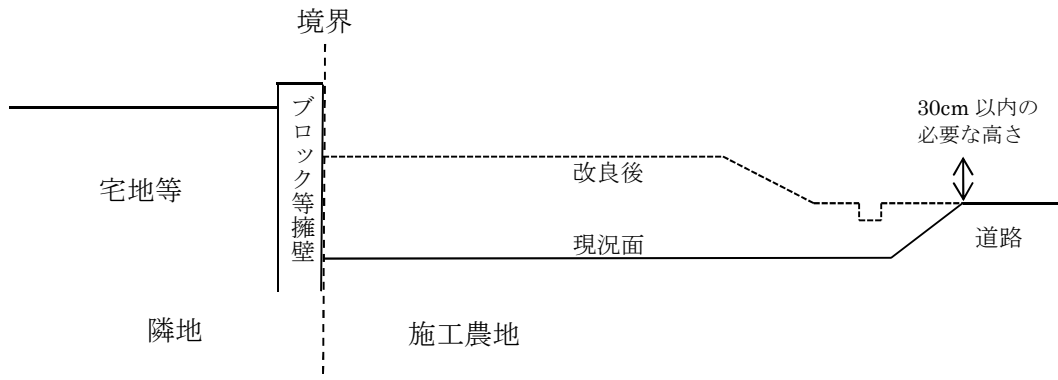 境界
30cm 以内の
必要な高さ
ブロック等擁壁
改良後
宅地等
現況面
道路
隣地
施工農地